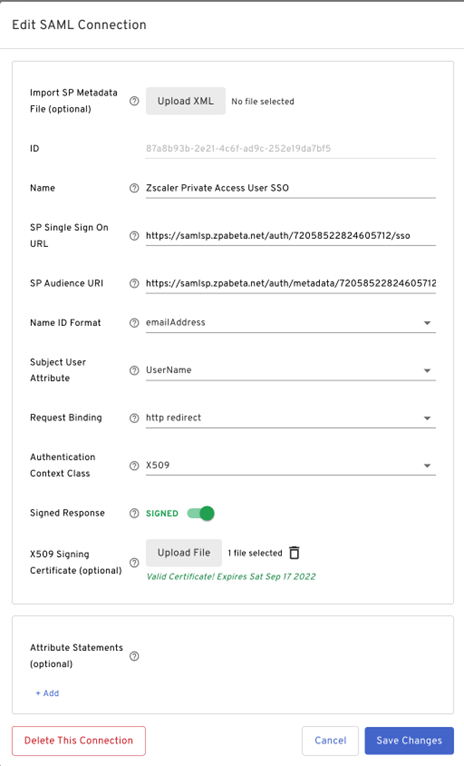 Edit SAML Connection
Import SP Metadata
File (optional)
Upload XML
No file selected
ID
87a8b93b-2e21-4c6f-ad9c-252e19da7bf5
Name
Zscaler Private Access User SSO
SP Single Sign On
URL
https://samlsp.zpabeta.net/auth/72058522824605712/sso
SP Audience URI
https://samlsp.zpabeta.net/auth/metadata/72058522824605712
Name ID Format
emailAddress
Subject User
Attribute
UserName
Request Binding
http redirect
Authentication
Context Class
X509
Signed Response
SIGNED
X509 Signing
Certificate (optional)
Upload File
1 file selected
Valid Certificate! Expires Sat Sep 17 2022
Attribute Statements
(optional)
+ Add
Delete This Connection
Cancel
Save Changes